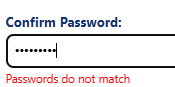 Confirm Password:
•••••••••
Passwords do not match